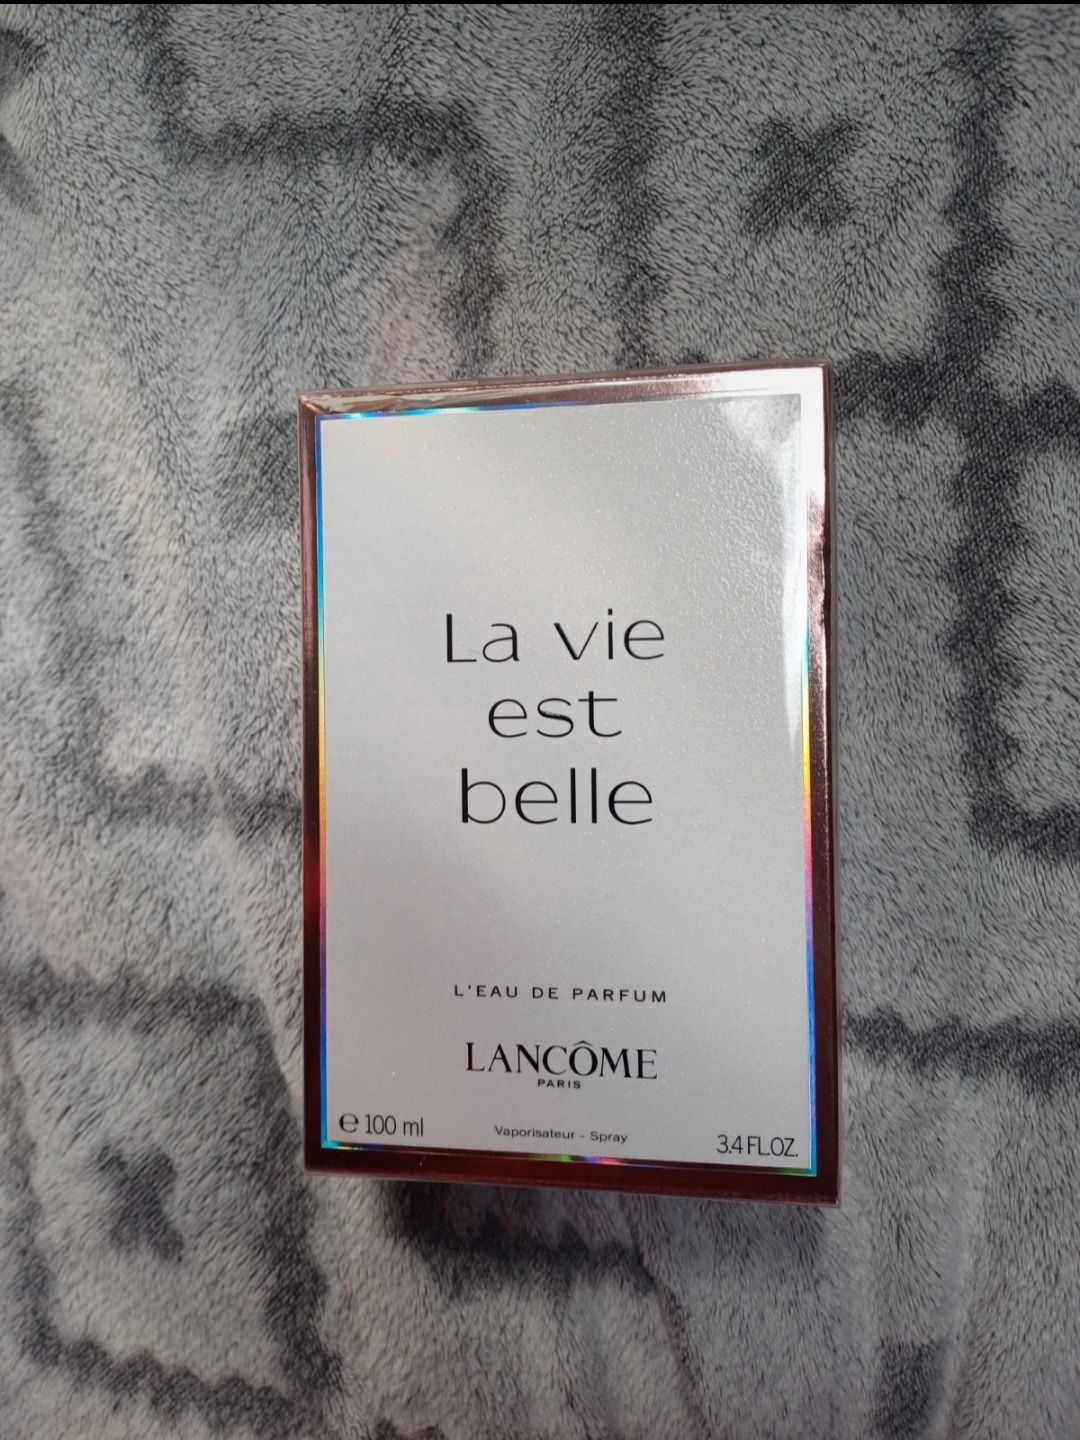 La vie
est
belle
L'EAU DE PARFUM
LANCÔME
PARIS
℮ 100 ml
Vaporisateur - Spray
3.4 FL.OZ.